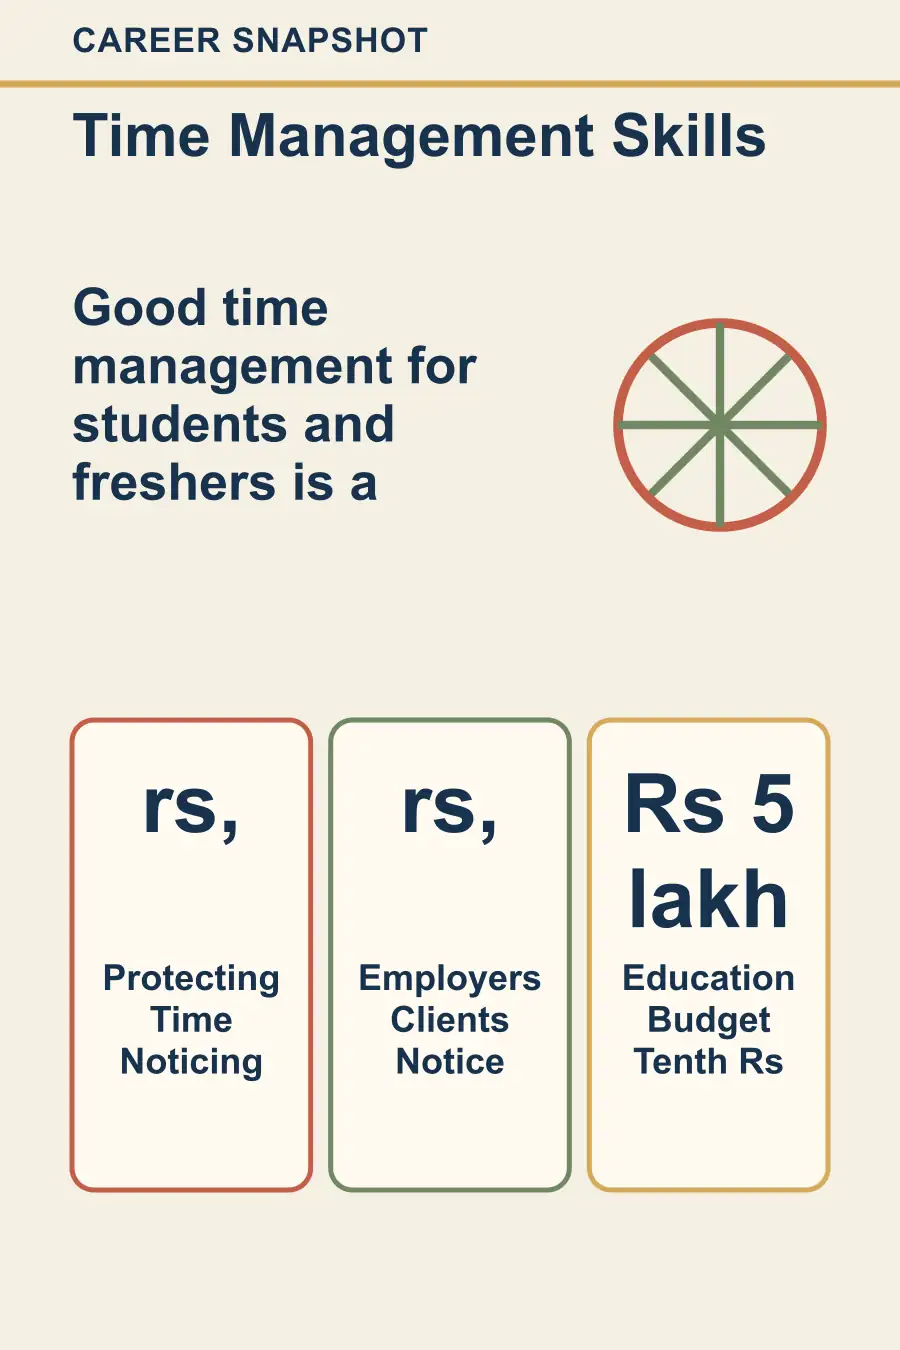 CAREER SNAPSHOT
Time Management Skills
Good time
management for
students and
freshers is a
rs,
Protecting
Time
Noticing
rs,
Employers
Clients
Notice
Rs 5
lakh
Education
Budget
Tenth Rs